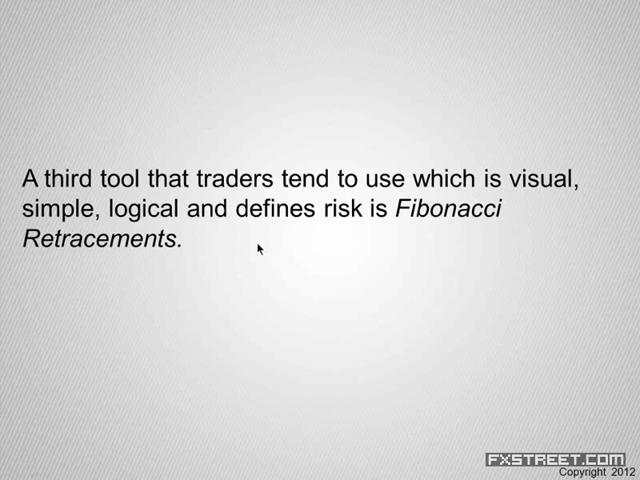 A third tool that traders tend to use which is visual,
simple, logical and defines risk is Fibonacci
Retracements.
FXSTREET.COM
Copyright 2012